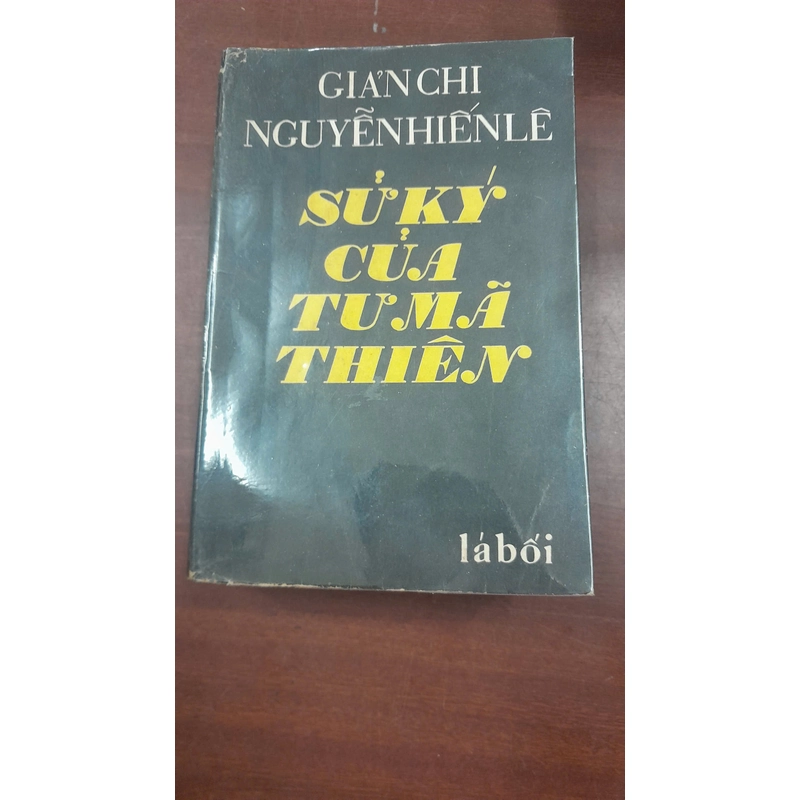 GIẢN CHI
NGUYỄN HIẾN LÊ
SỬ KÝ
CỦA
TƯ MÃ
THIÊN
lá bối